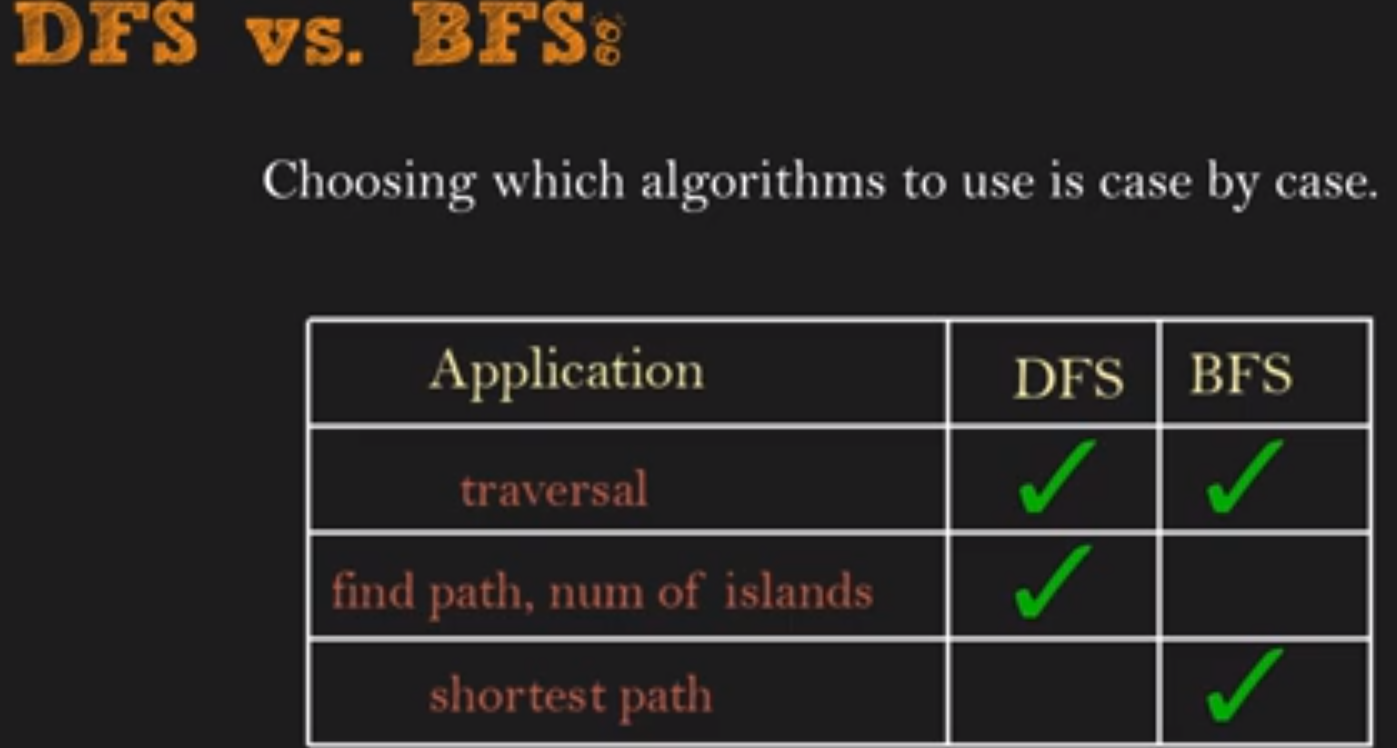 DFS vs. BFS:
Choosing which algorithms to use is case by case.
Application DFS BFS
traversal ✓ ✓
find path, num of islands ✓
shortest path ✓